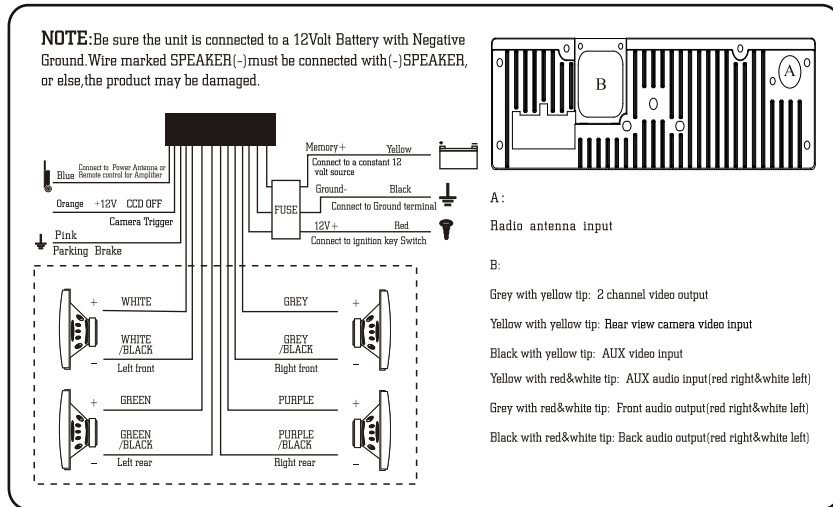 NOTE:Be sure the unit is connected to a 12Volt Battery with Negative
Ground.Wire marked SPEAKER(-)must be connected with(-)SPEAKER,
or else,the product may be damaged.
Blue
Connect to Power Antenna or
Remote control for Amplifier
Orange +12V CCD OFF
Camera Trigger
Pink
Parking Brake
FUSE
Memory+ Yellow
Connect to a constant 12
volt source
Ground- Black
Connect to Ground terminal
12V+ Red
Connect to ignition key Switch
+ -
+ WHITE
WHITE
/BLACK
-
Left front
GREY +
GREY
/BLACK
-
Right front
+ GREEN
GREEN
/BLACK
-
Left rear
PURPLE +
PURPLE
/BLACK
-
Right rear
B
A
A:
Radio antenna input
B:
Grey with yellow tip: 2 channel video output
Yellow with yellow tip: Rear view camera video input
Black with yellow tip: AUX video input
Yellow with red&white tip: AUX audio input(red right&white left)
Grey with red&white tip: Front audio output(red right&white left)
Black with red&white tip: Back audio output(red right&white left)